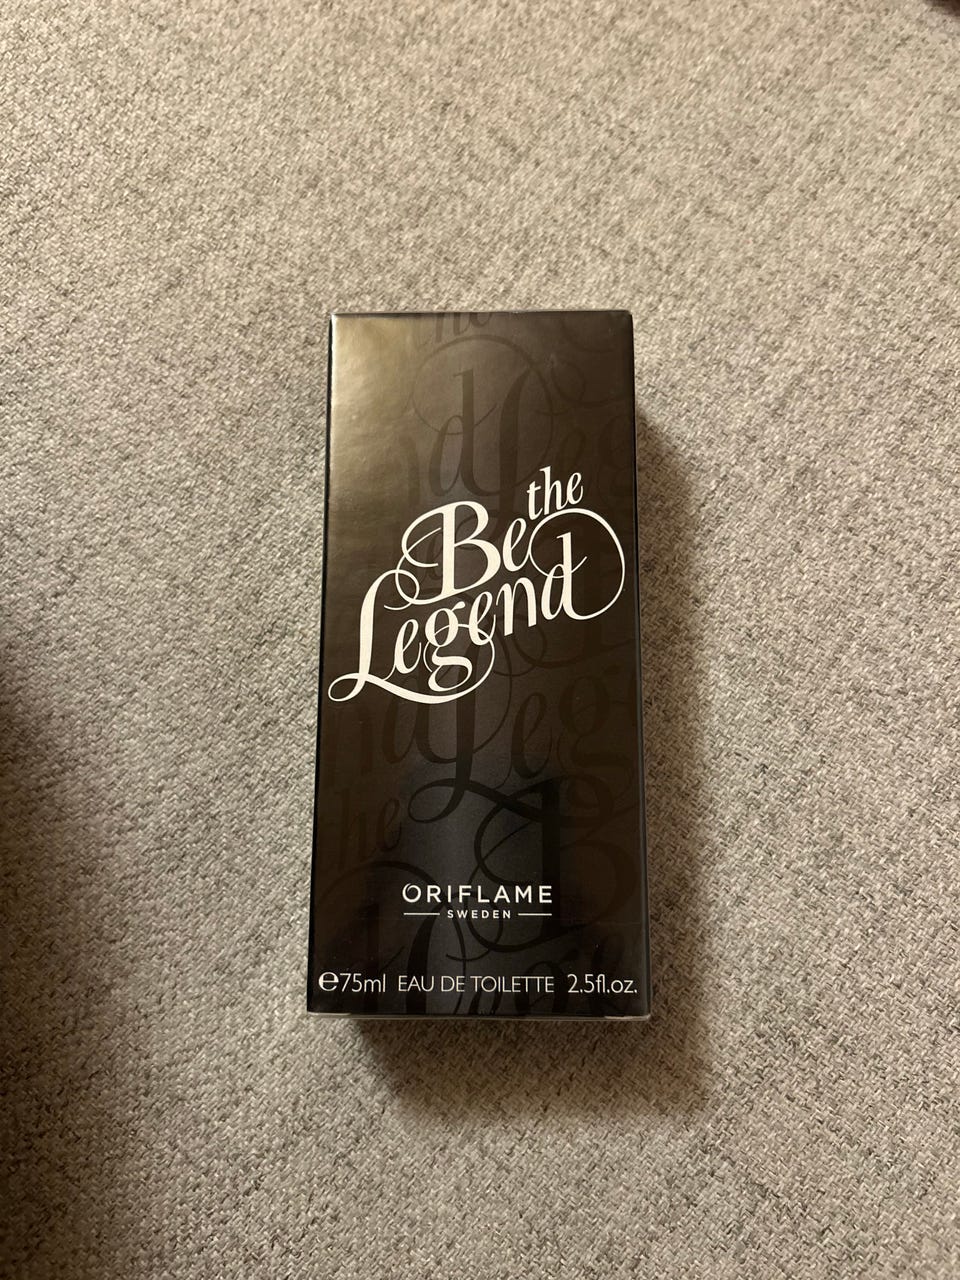 Be the
Legend
ORIFLAME
SWEDEN
℮75ml EAU DE TOILETTE 2.5fl.oz.